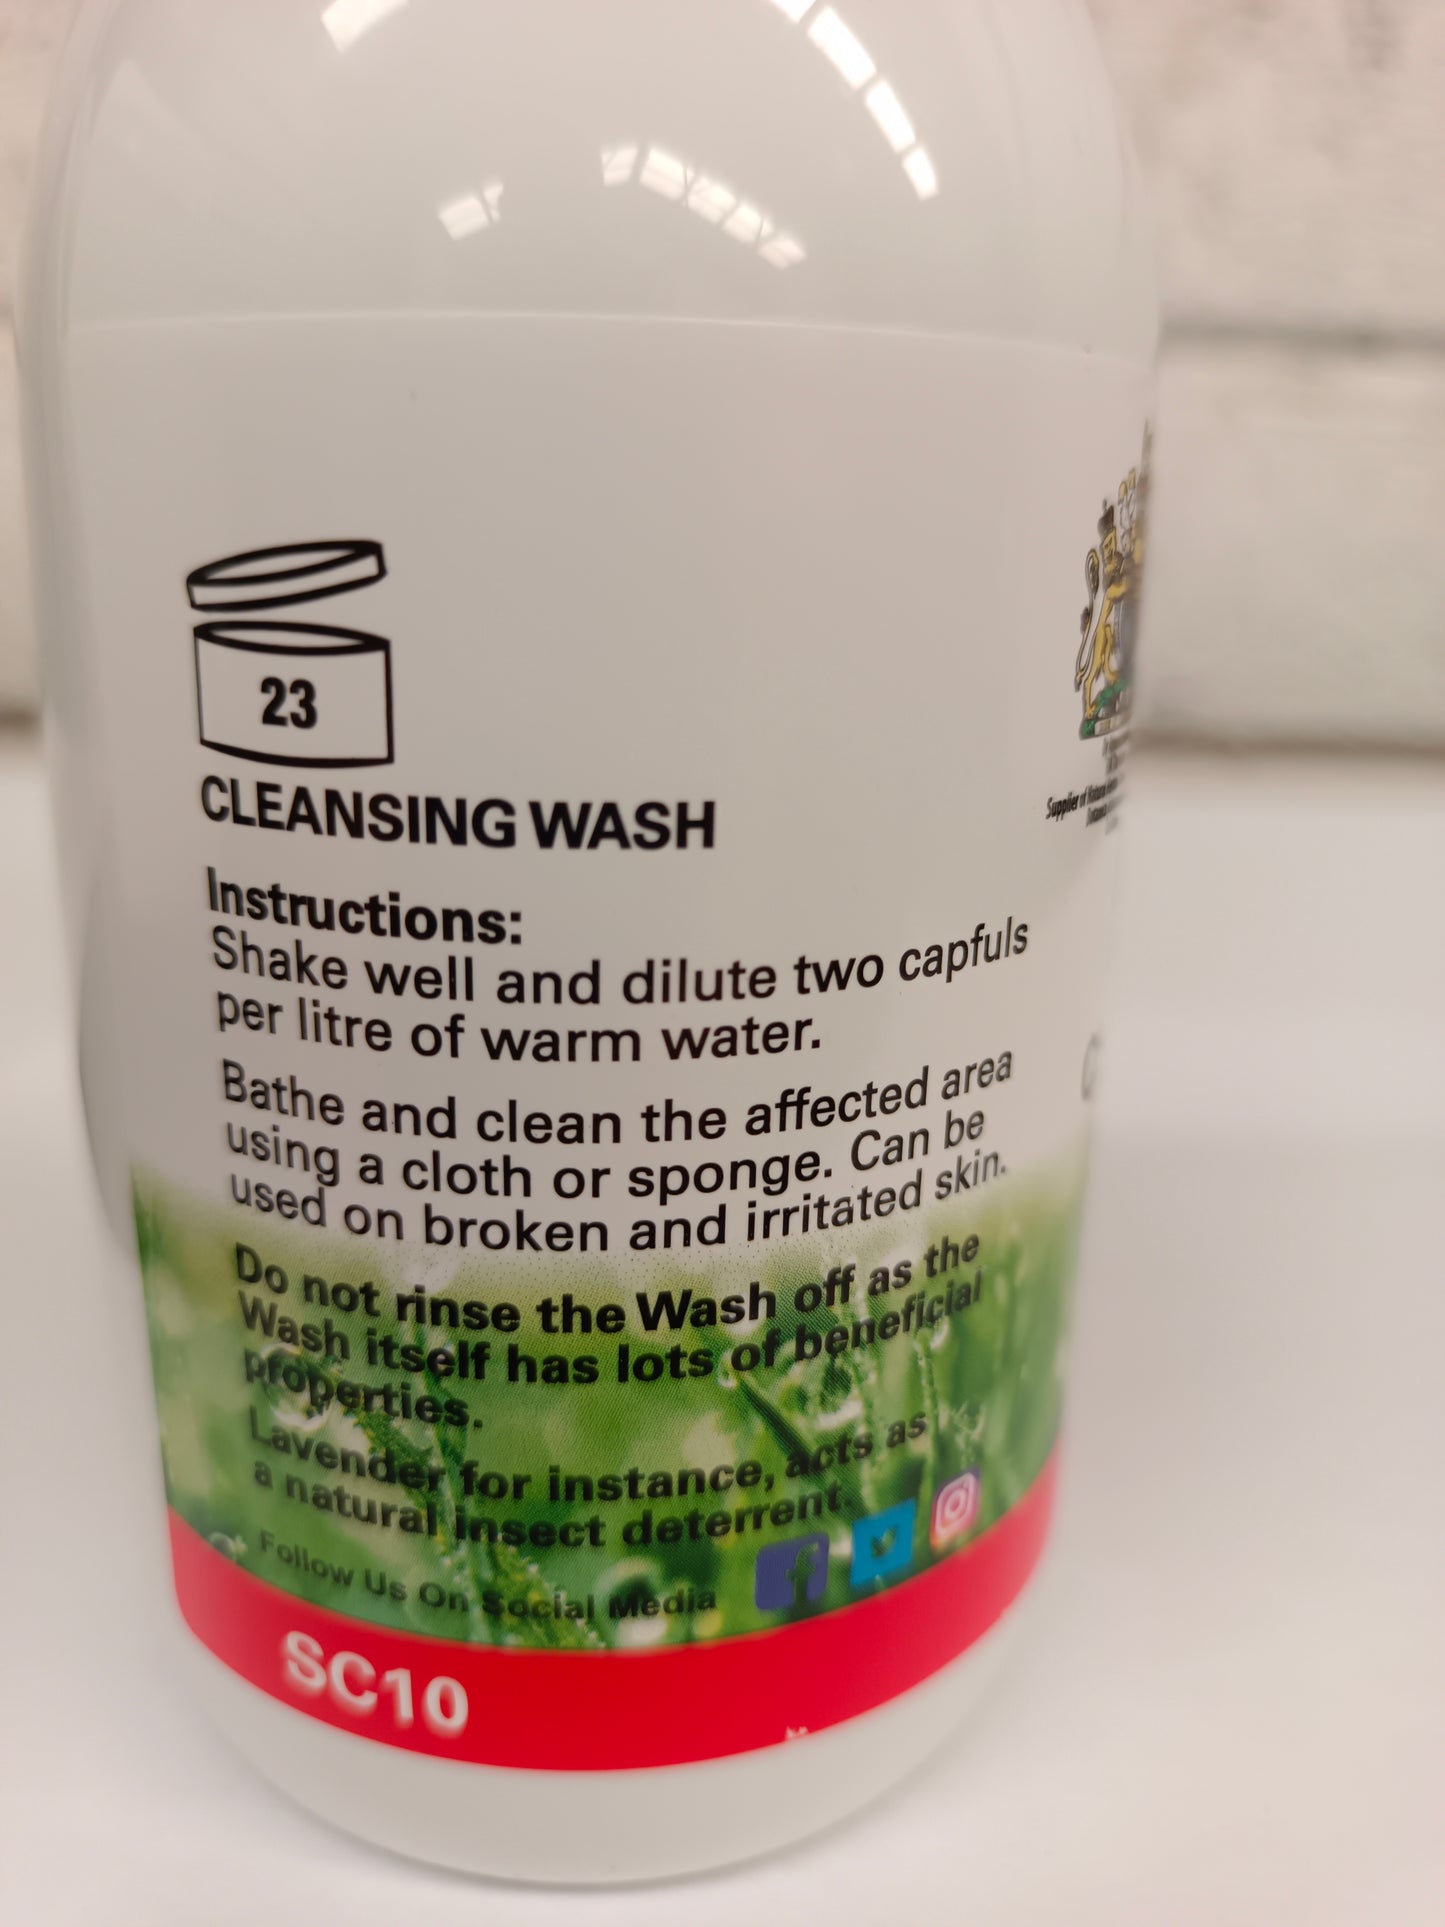 23
CLEANSING WASH
Instructions:
Shake well and dilute two capfuls
per litre of warm water.
Bathe and clean the affected area
using a cloth or sponge. Can be
used on broken and irritated skin.
Do not rinse the Wash off as the
Wash itself has lots of beneficial
properties.
Lavender for instance, acts as
a natural insect deterrent.
Follow Us On Social Media
SC10
Supplier of